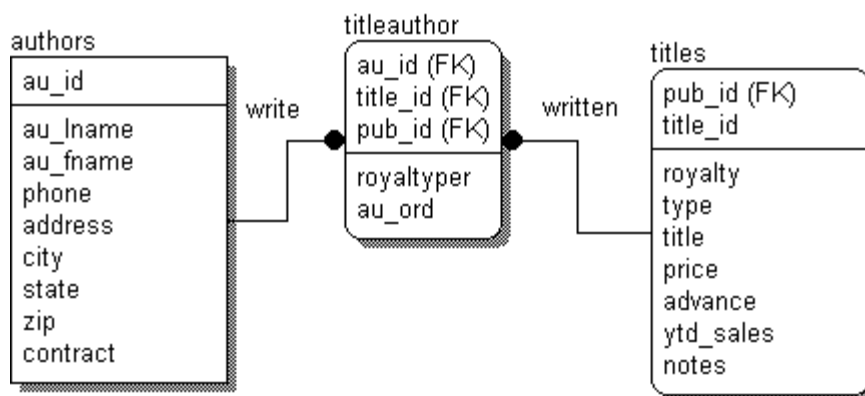 authors
au_id
au_lname
au_fname
phone
address
city
state
zip
contract
write
titleauthor
au_id (FK)
title_id (FK)
pub_id (FK)
royaltyper
au_ord
written
titles
pub_id (FK)
title_id
royalty
type
title
price
advance
ytd_sales
notes